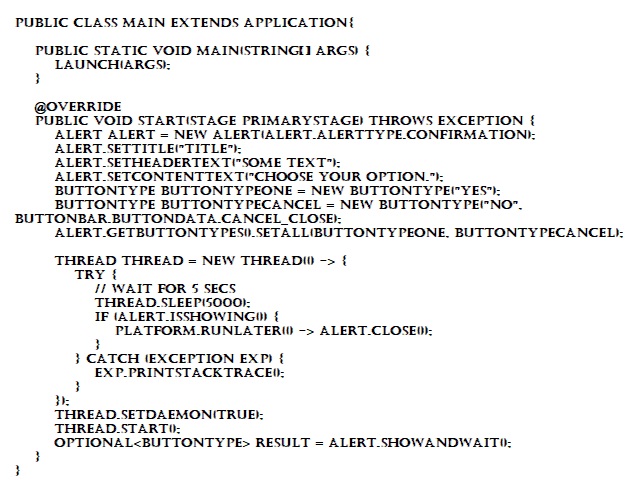 PUBLIC CLASS MAIN EXTENDS APPLICATION{
PUBLIC STATIC VOID MAIN(STRING[] ARGS) {
LAUNCH(ARGS);
}
@OVERRIDE
PUBLIC VOID START(STAGE PRIMARYSTAGE) THROWS EXCEPTION {
ALERT ALERT = NEW ALERT(ALERT.ALERTTYPE.CONFIRMATION);
ALERT.SETTITLE("TITLE");
ALERT.SETHEADERTEXT("SOME TEXT");
ALERT.SETCONTENTTEXT("CHOOSE YOUR OPTION.");
BUTTONTYPE BUTTONTYPEONE = NEW BUTTONTYPE("YES");
BUTTONTYPE BUTTONTYPECANCEL = NEW BUTTONTYPE("NO",
BUTTONBAR.BUTTONDATA.CANCEL_CLOSE);
ALERT.GETBUTTONTYPES().SETALL(BUTTONTYPEONE, BUTTONTYPECANCEL);
THREAD THREAD = NEW THREAD(() -> {
TRY {
// WAIT FOR 5 SECS
THREAD.SLEEP(5000);
IF (ALERT.ISSHOWING()) {
PLATFORM.RUNLATER(() -> ALERT.CLOSE());
}
} CATCH (EXCEPTION EXP) {
EXP.PRINTSTACKTRACE();
}
});
THREAD.SETDAEMON(TRUE);
THREAD.START();
OPTIONAL<BUTTONTYPE> RESULT = ALERT.SHOWANDWAIT();
}
}